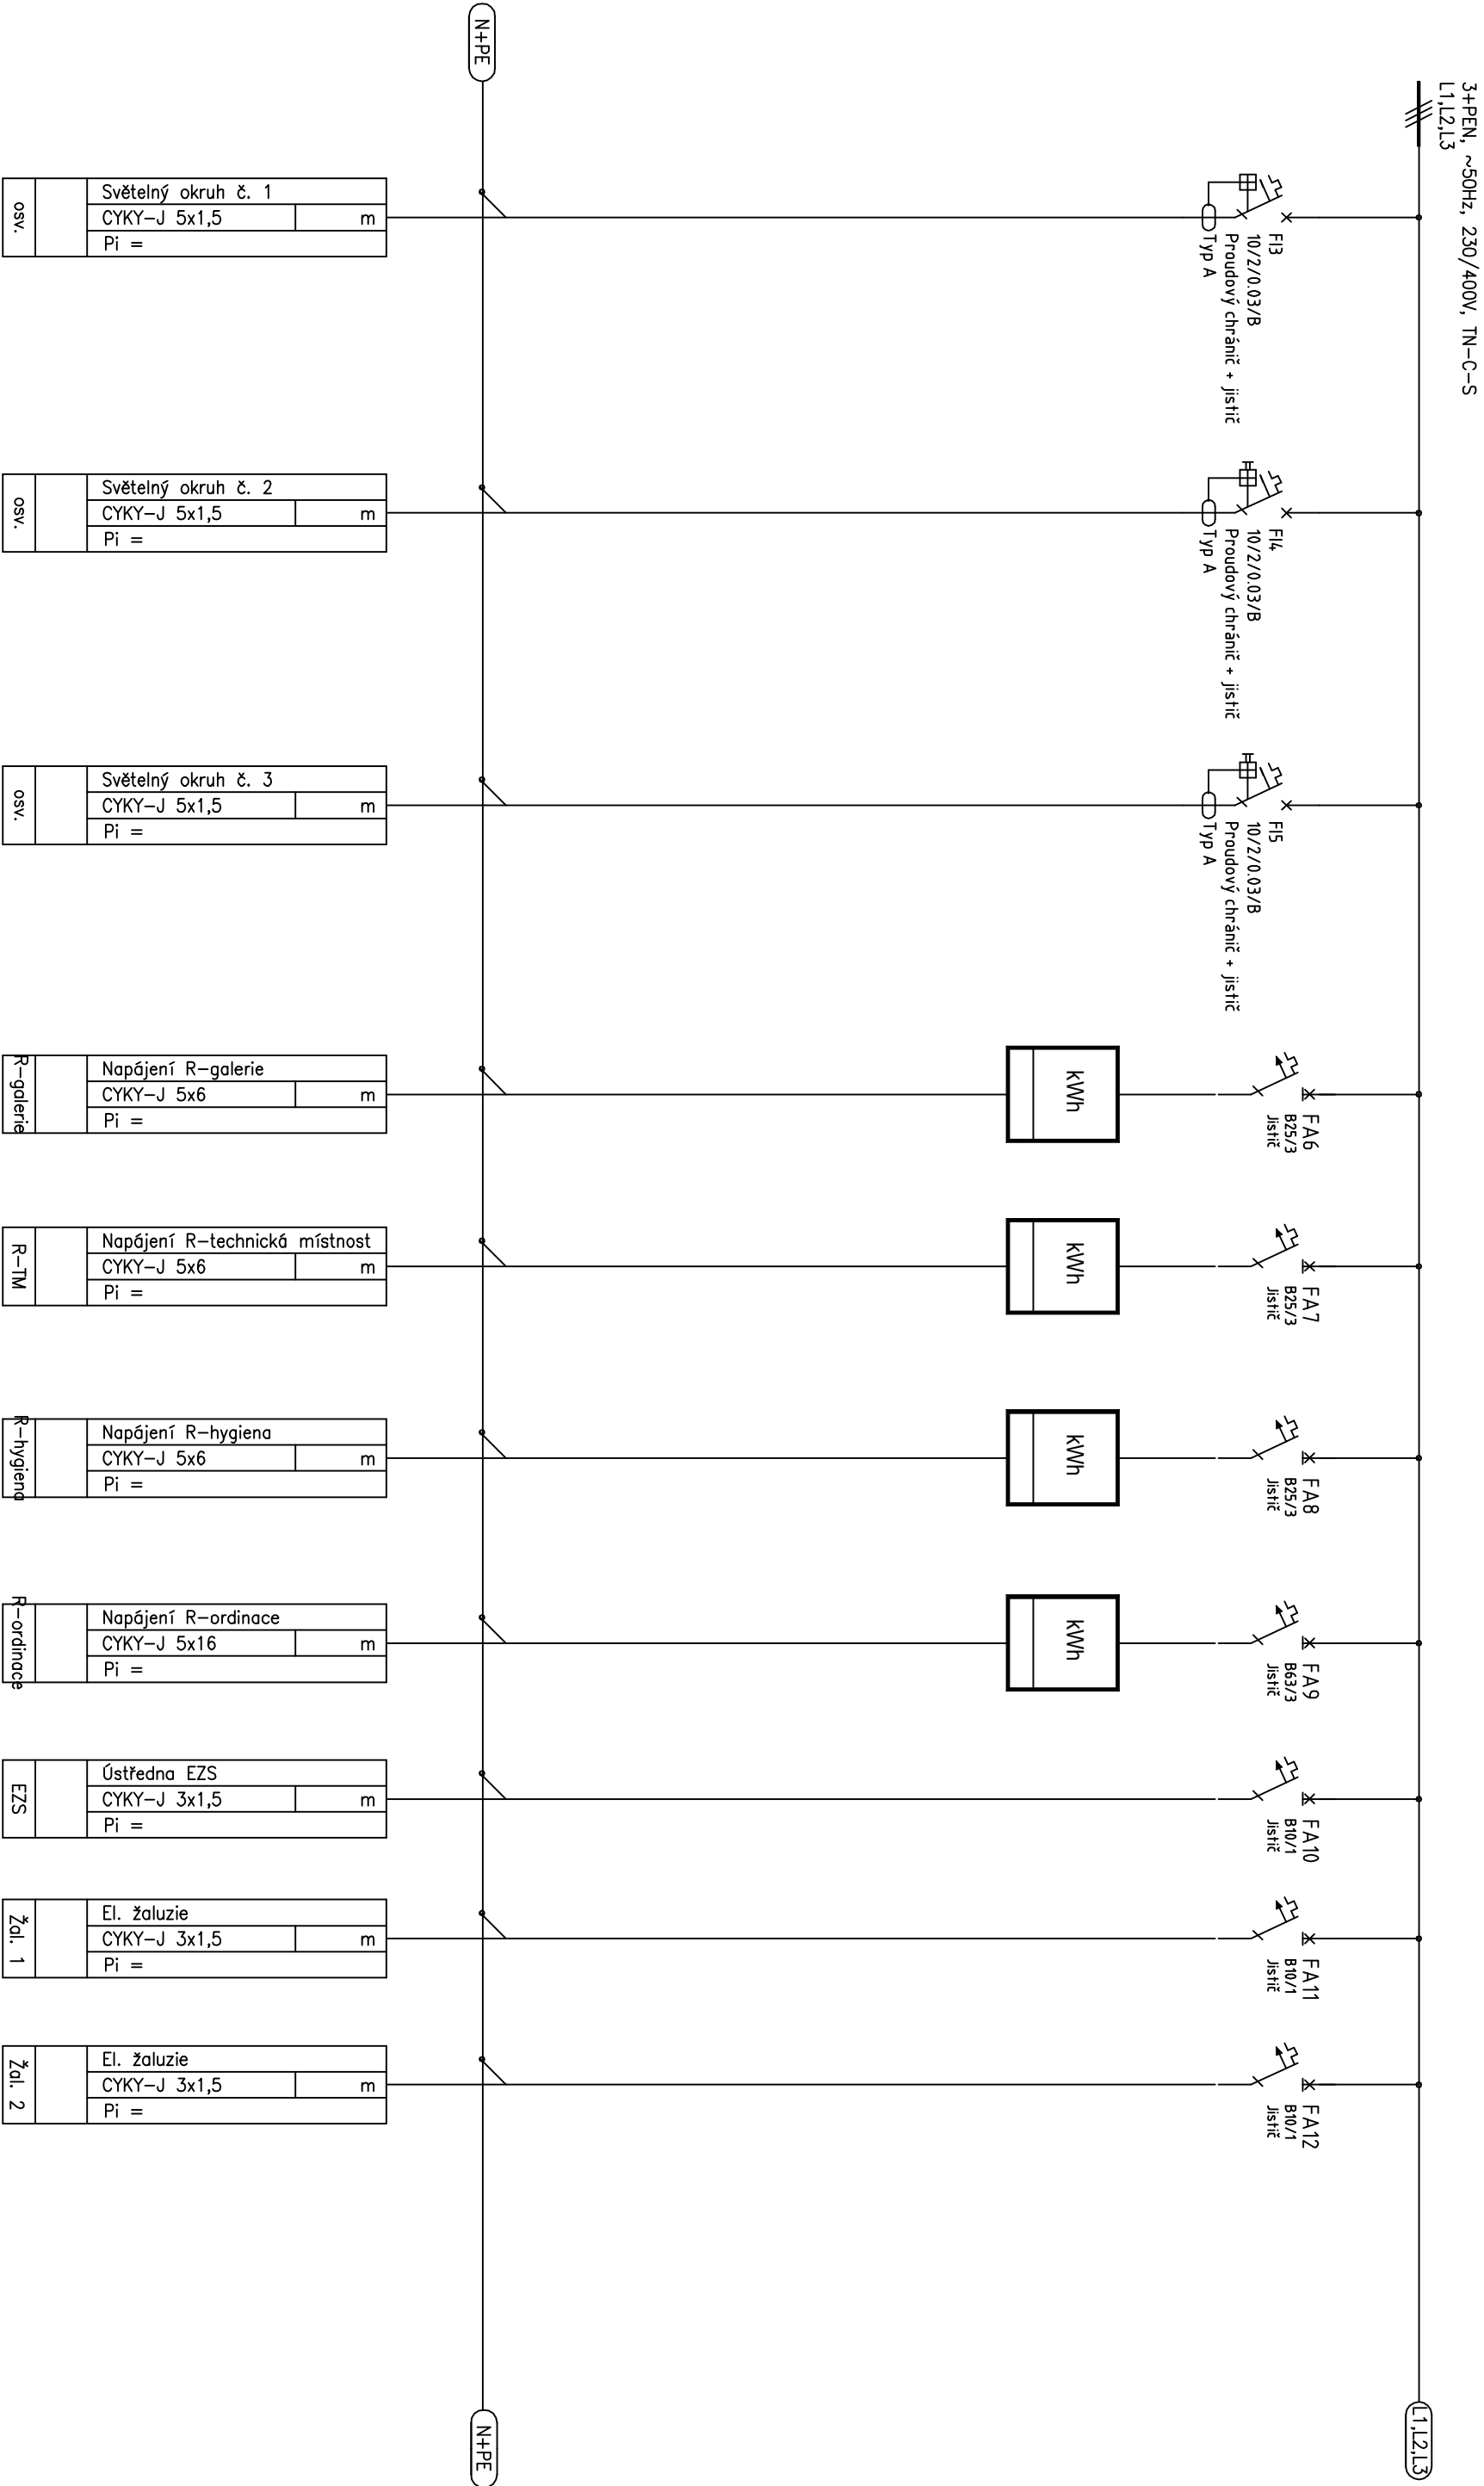 3+PEN, ~50Hz, 230/400V, TN-C-S
L1,L2,L3
N+PE
FI3
10/2/0.03/B
Proudový chránič + jistič
Typ A
Světelný okruh č. 1
CYKY-J 5x1,5 m
Pi =
osv.
FI4
10/2/0.03/B
Proudový chránič + jistič
Typ A
Světelný okruh č. 2
CYKY-J 5x1,5 m
Pi =
osv.
FI5
10/2/0.03/B
Proudový chránič + jistič
Typ A
Světelný okruh č. 3
CYKY-J 5x1,5 m
Pi =
osv.
FA6
B25/3
Jistič
kWh
Napájení R-galerie
CYKY-J 5x6 m
Pi =
R-galerie
FA7
B25/3
Jistič
kWh
Napájení R-technická místnost
CYKY-J 5x6 m
Pi =
R-TM
FA8
B25/3
Jistič
kWh
Napájení R-hygiena
CYKY-J 5x6 m
Pi =
R-hygiena
FA9
B63/3
Jistič
kWh
Napájení R-ordinace
CYKY-J 5x16 m
Pi =
R-ordinace
FA10
B10/1
Jistič
Ústředna EZS
CYKY-J 3x1,5 m
Pi =
EZS
FA11
B10/1
Jistič
El. žaluzie
CYKY-J 3x1,5 m
Pi =
Žal. 1
FA12
B10/1
Jistič
El. žaluzie
CYKY-J 3x1,5 m
Pi =
Žal. 2
L1,L2,L3
N+PE